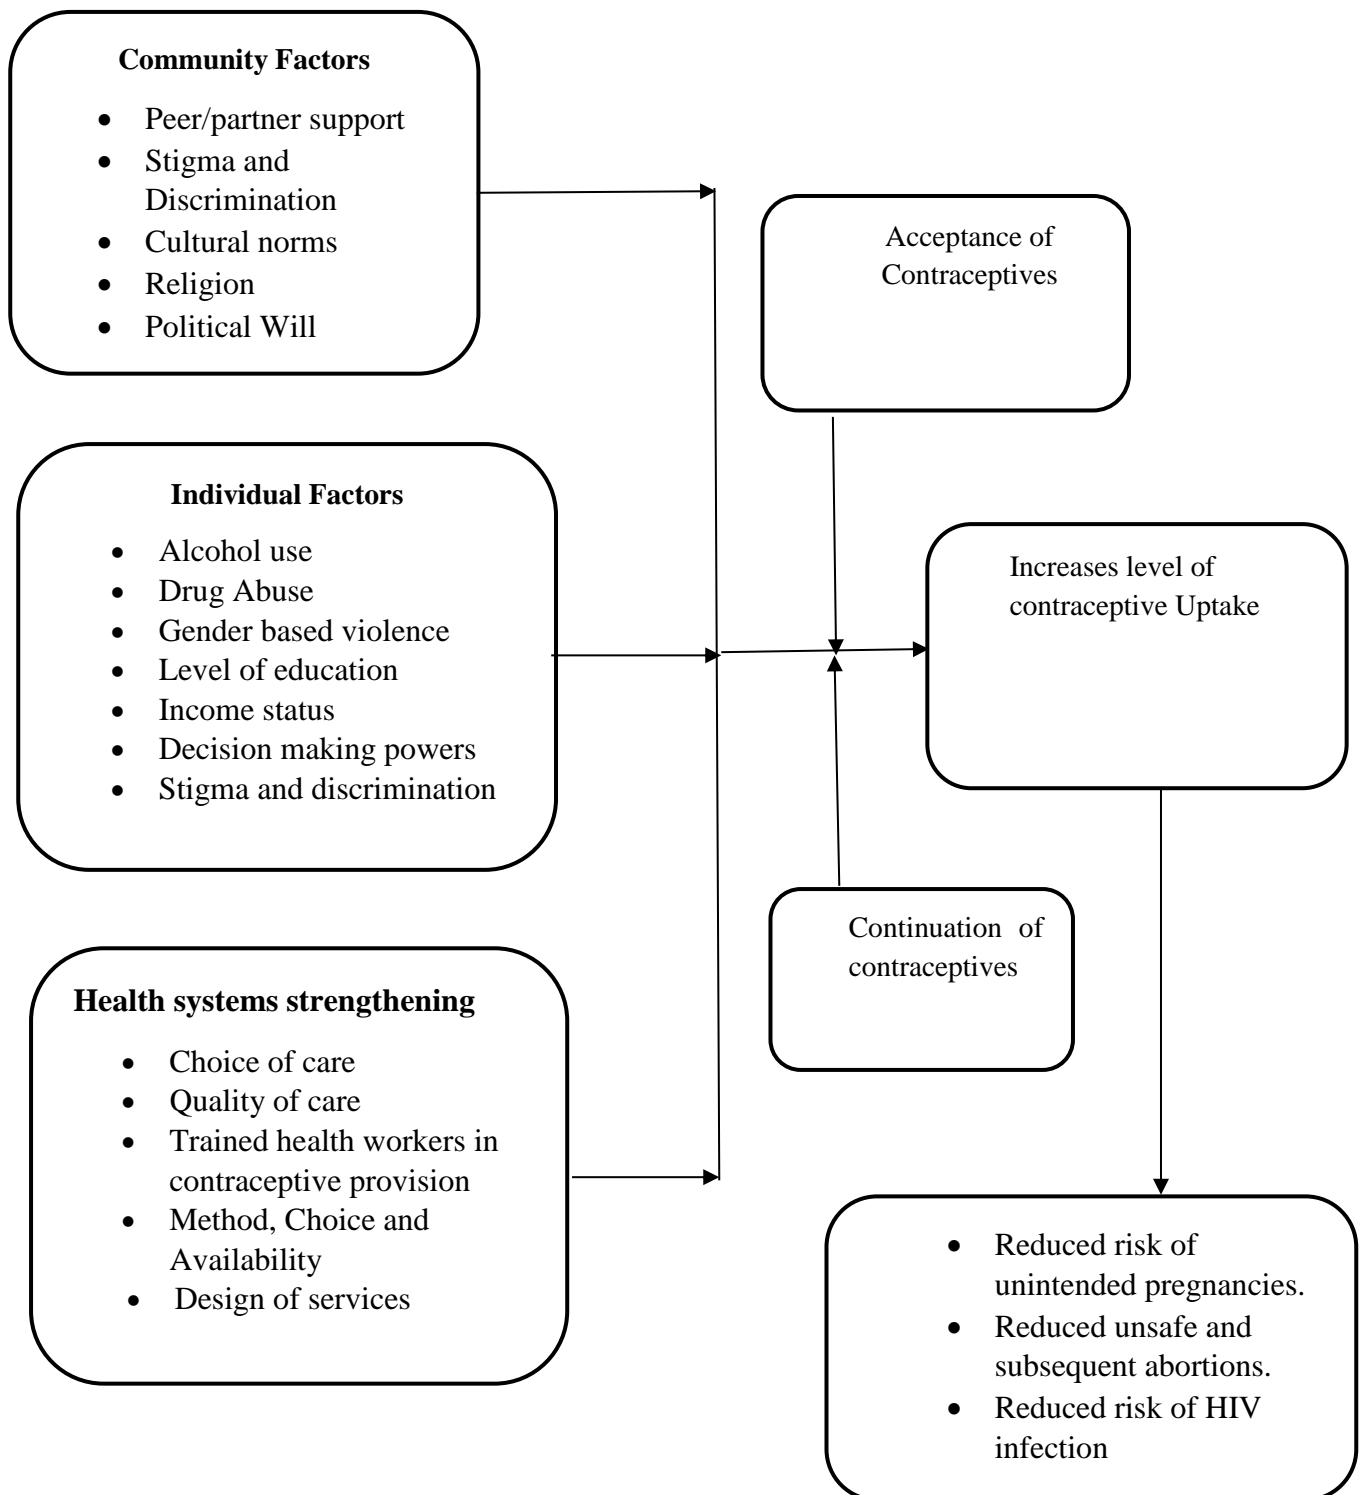 Community Factors
• Peer/partner support
• Stigma and
Discrimination
• Cultural norms
• Religion
• Political Will
Acceptance of
Contraceptives
Individual Factors
• Alcohol use
• Drug Abuse
• Gender based violence
• Level of education
• Income status
• Decision making powers
• Stigma and discrimination
Increases level of
contraceptive Uptake
Continuation of
contraceptives
Health systems strengthening
• Choice of care
• Quality of care
• Trained health workers in
contraceptive provision
• Method, Choice and
Availability
• Design of services
• Reduced risk of
unintended pregnancies.
• Reduced unsafe and
subsequent abortions.
• Reduced risk of HIV
infection